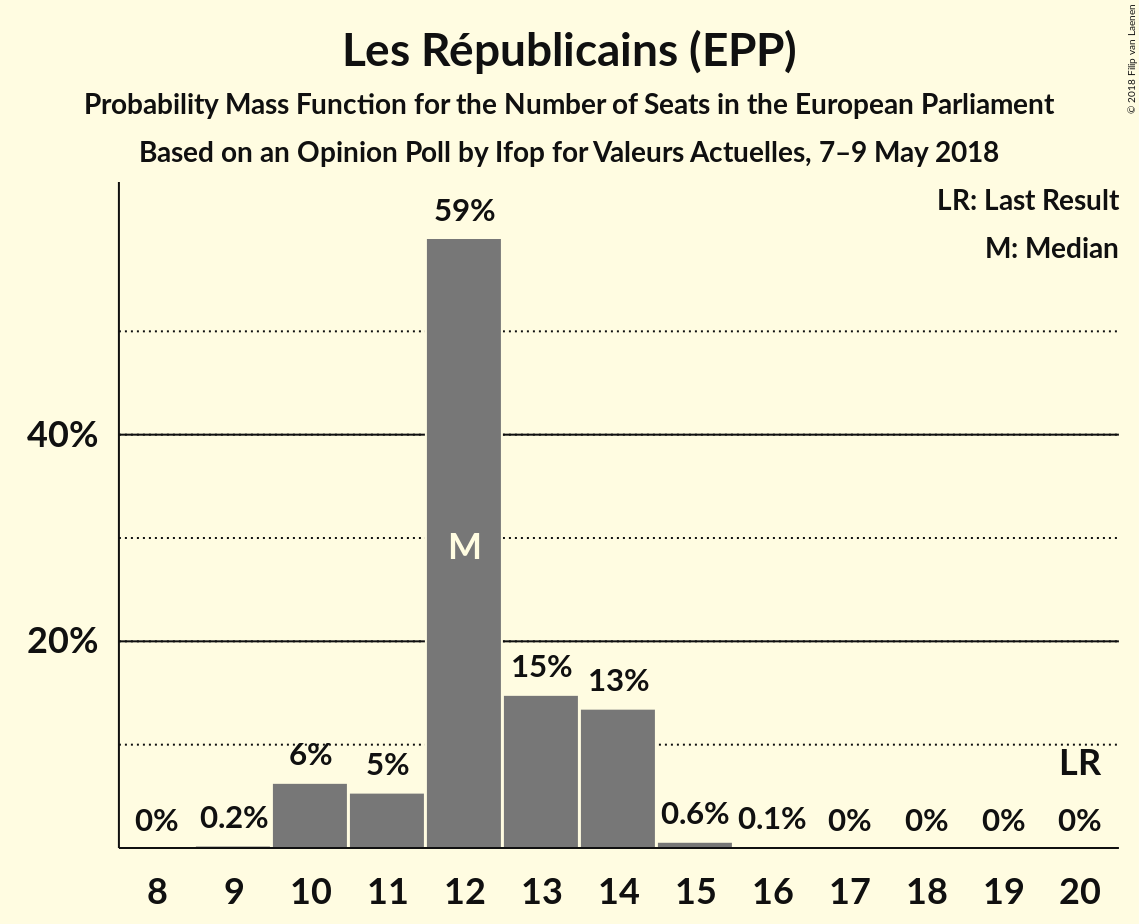 Les Républicains (EPP)
Probability Mass Function for the Number of Seats in the European Parliament
Based on an Opinion Poll by Ifop for Valeurs Actuelles, 7–9 May 2018
© 2018 Filip van Laenen
LR: Last Result
M: Median
59%
40%
M
20%
15%
13%
6%
5%
LR
0%
0.2%
0.6%
0.1%
0%
0%
0%
0%
8 9 10 11 12 13 14 15 16 17 18 19 20